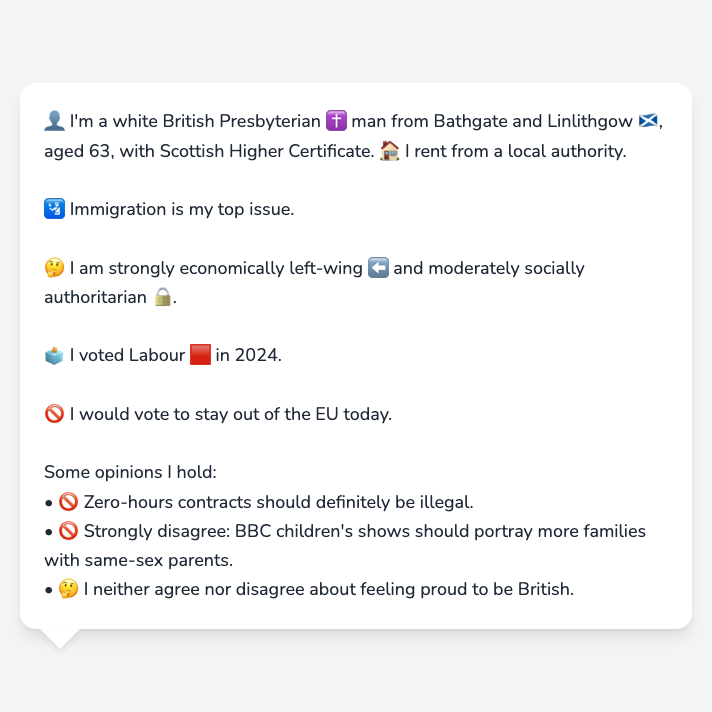 👤 I'm a white British Presbyterian ✝️ man from Bathgate and Linlithgow 🏴󠁧󠁢󠁳󠁣󠁴󠁿,
aged 63, with Scottish Higher Certificate. 🏠 I rent from a local authority.
🛂 Immigration is my top issue.
🤔 I am strongly economically left-wing ⬅️ and moderately socially
authoritarian 🔒.
🗳️ I voted Labour 🟥 in 2024.
🚫 I would vote to stay out of the EU today.
Some opinions I hold:
• 🚫 Zero-hours contracts should definitely be illegal.
• 🚫 Strongly disagree: BBC children's shows should portray more families
with same-sex parents.
• 🤔 I neither agree nor disagree about feeling proud to be British.